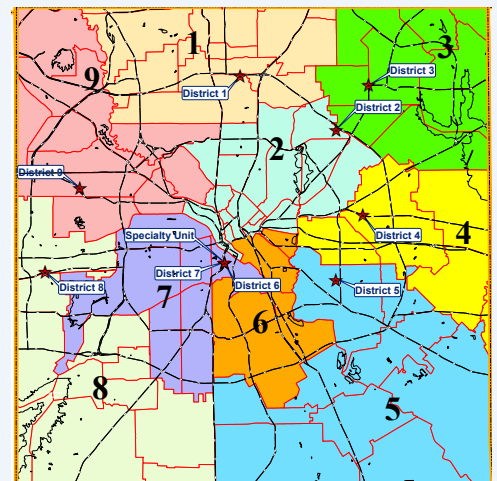 1
3
9
District 3
District 1
District 2
2
District 9
Specialty Unit
District 4
4
District 7
District 6
District 8
7
District 5
6
8
5